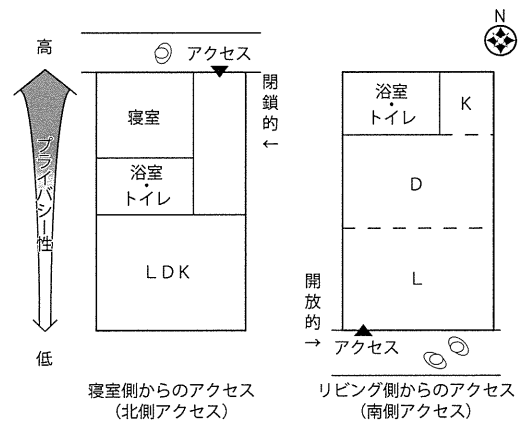 N
高
アクセス
閉鎖的→
寝室
浴室
・
トイレ
K
浴室
・
トイレ
D
プライバシー性
LDK
L
開放的→
アクセス
低
寝室側からのアクセス
（北側アクセス）
リビング側からのアクセス
（南側アクセス）